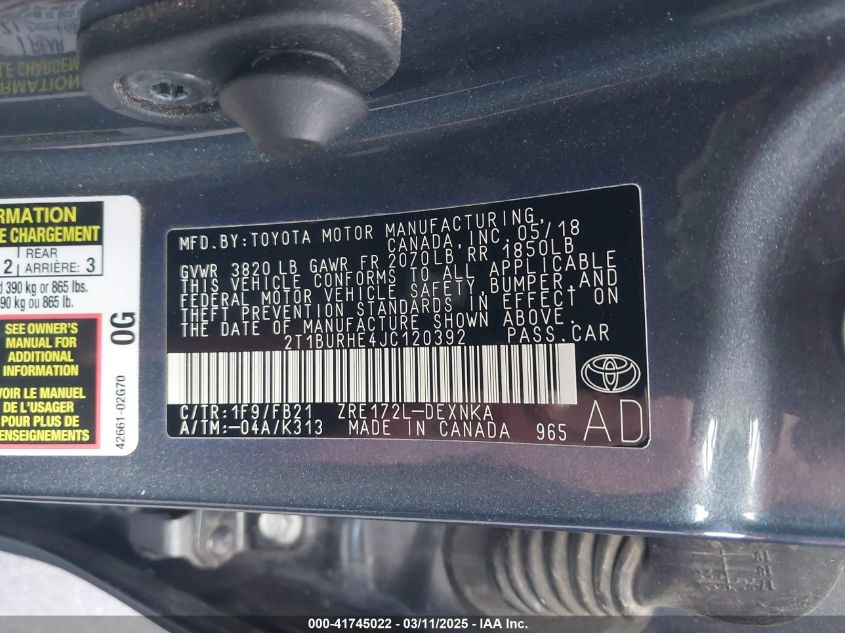 RMATION
E CHARGEMENT
2 REAR ARRIÈRE: 3
d 390 kg or 865 lbs.
90 kg ou 865 lb.
SEE OWNER'S
MANUAL FOR
ADDITIONAL
INFORMATION
VOIR LE MANUEL
DU PROPRIÉTAIRE
POUR PLUS DE
RENSEIGNEMENTS
0G
42661-02G70
MFD.BY:TOYOTA MOTOR MANUFACTURING,
CANADA,INC. 05/18
GVWR 3820 LB GAWR FR 2070LB RR 1850LB
THIS VEHICLE CONFORMS TO ALL APPLICABLE
FEDERAL MOTOR VEHICLE SAFETY,BUMPER,AND
THEFT PREVENTION STANDARDS IN EFFECT ON
THE DATE OF MANUFACTURE SHOWN ABOVE.
2T1BURHE4JC120392 PASS.CAR
C/TR:1F9/FB21 ZRE172L-DEXNKA
A/TM:-04A/K313 MADE IN CANADA 965
AD
000-41745022 / 03/11/2025 - IAA Inc.